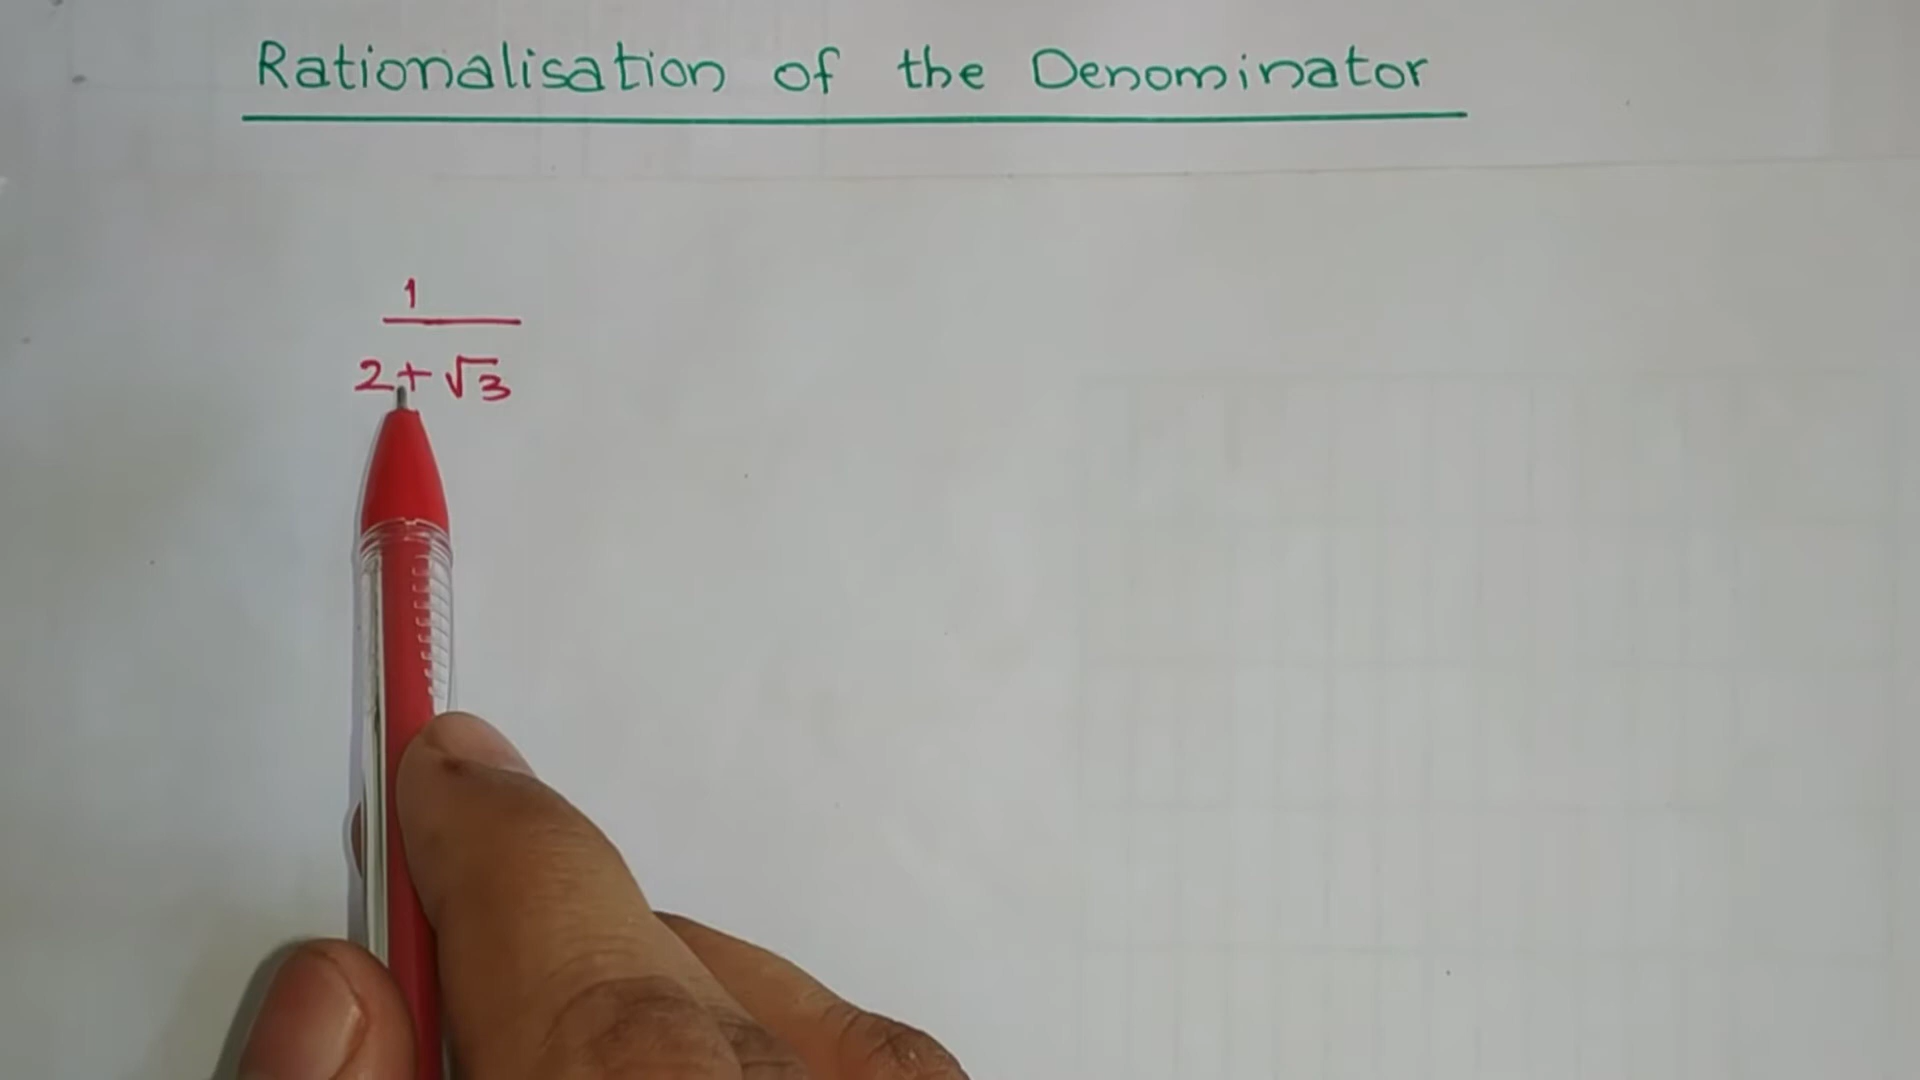 Rationalisation of the Denominator
1
2+√3